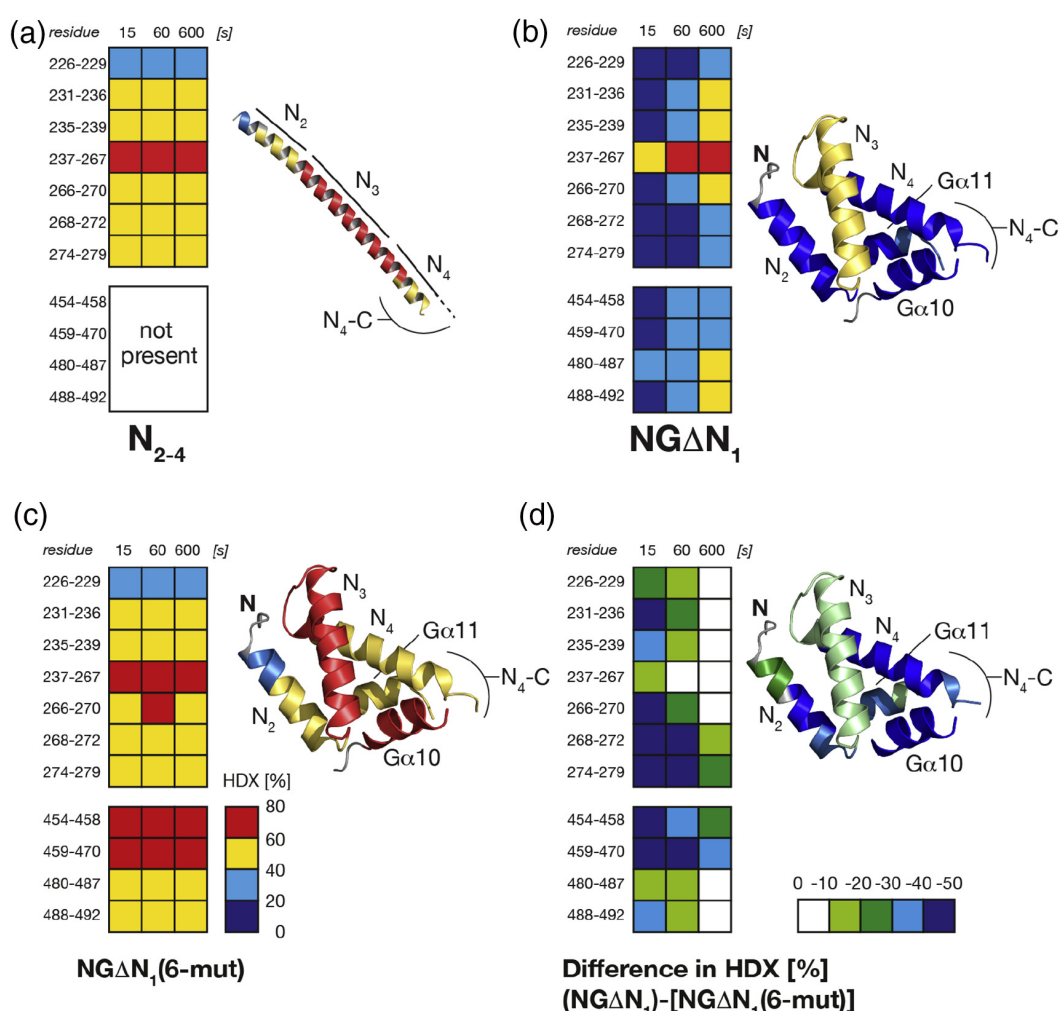 (a)
residue 15 60 600 [s]
226-229
231-236
235-239
237-267
266-270
268-272
274-279
454-458
459-470
480-487
488-492
not
present
N2
N3
N4
N4-C
N2-4
(b)
residue 15 60 600 [s]
226-229
231-236
235-239
237-267
266-270
268-272
274-279
454-458
459-470
480-487
488-492
N3
N
N4
Gα11
N4-C
N2
Gα10
NGΔN1
(c)
residue 15 60 600 [s]
226-229
231-236
235-239
237-267
266-270
268-272
274-279
454-458
459-470
480-487
488-492
N3
N
N4
Gα11
N4-C
N2
Gα10
HDX [%]
80
60
40
20
0
NGΔN1(6-mut)
(d)
residue 15 60 600 [s]
226-229
231-236
235-239
237-267
266-270
268-272
274-279
454-458
459-470
480-487
488-492
N3
N
N4
Gα11
N4-C
N2
Gα10
0 -10 -20 -30 -40 -50
Difference in HDX [%]
(NGΔN1)-[NGΔN1(6-mut)]